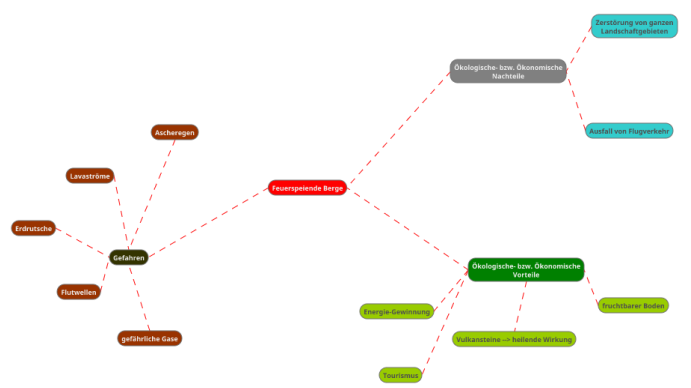 Zerstörung von ganzen
Landschaftgebieten
Ökologische- bzw. Ökonomische
Nachteile
Ascheregen
Ausfall von Flugverkehr
Lavaströme
Feuerspeiende Berge
Erdrutsche
Gefahren
Ökologische- bzw. Ökonomische
Vorteile
Flutwellen
fruchtbarer Boden
Energie-Gewinnung
gefährliche Gase
Vulkansteine --> heilende Wirkung
Tourismus